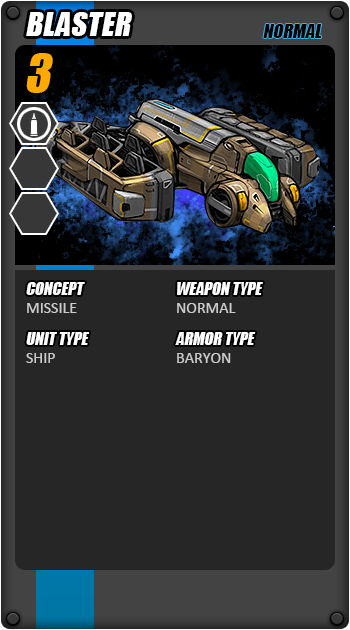 BLASTER
NORMAL
3
CONCEPT WEAPON TYPE
MISSILE NORMAL
UNIT TYPE ARMOR TYPE
SHIP BARYON